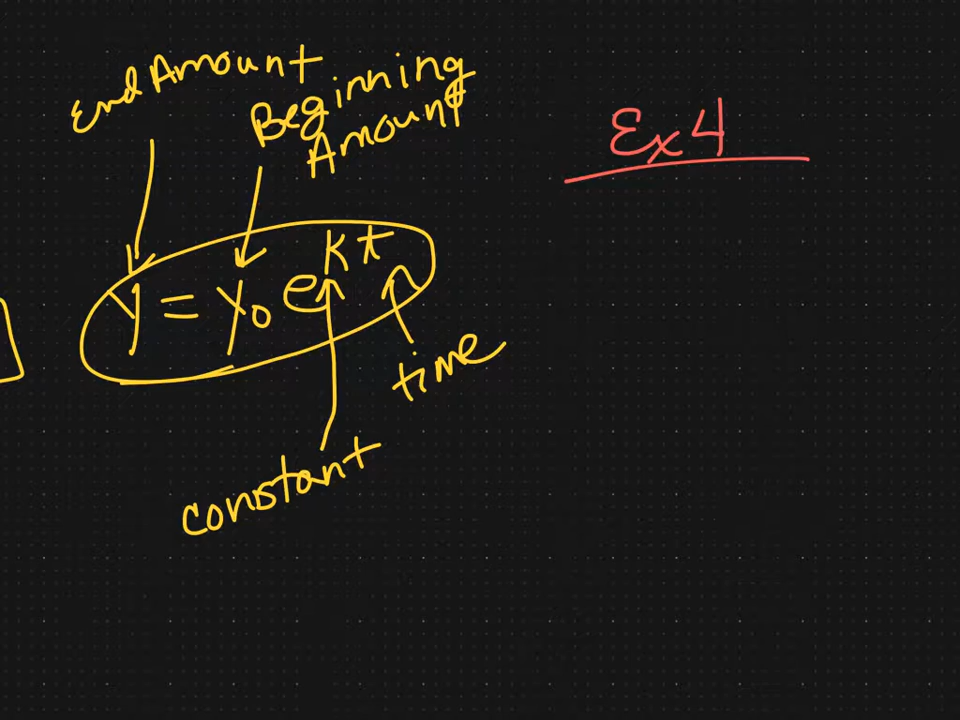 End Amount
Beginning
Amount
Ex 4
y = y₀ e^kt
time
constant